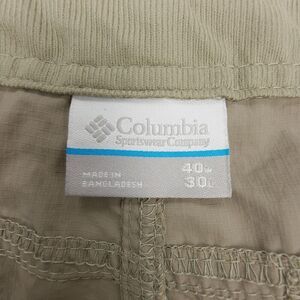 Columbia
Sportswear Company
MADE IN
BANGLADESH
40W
30L